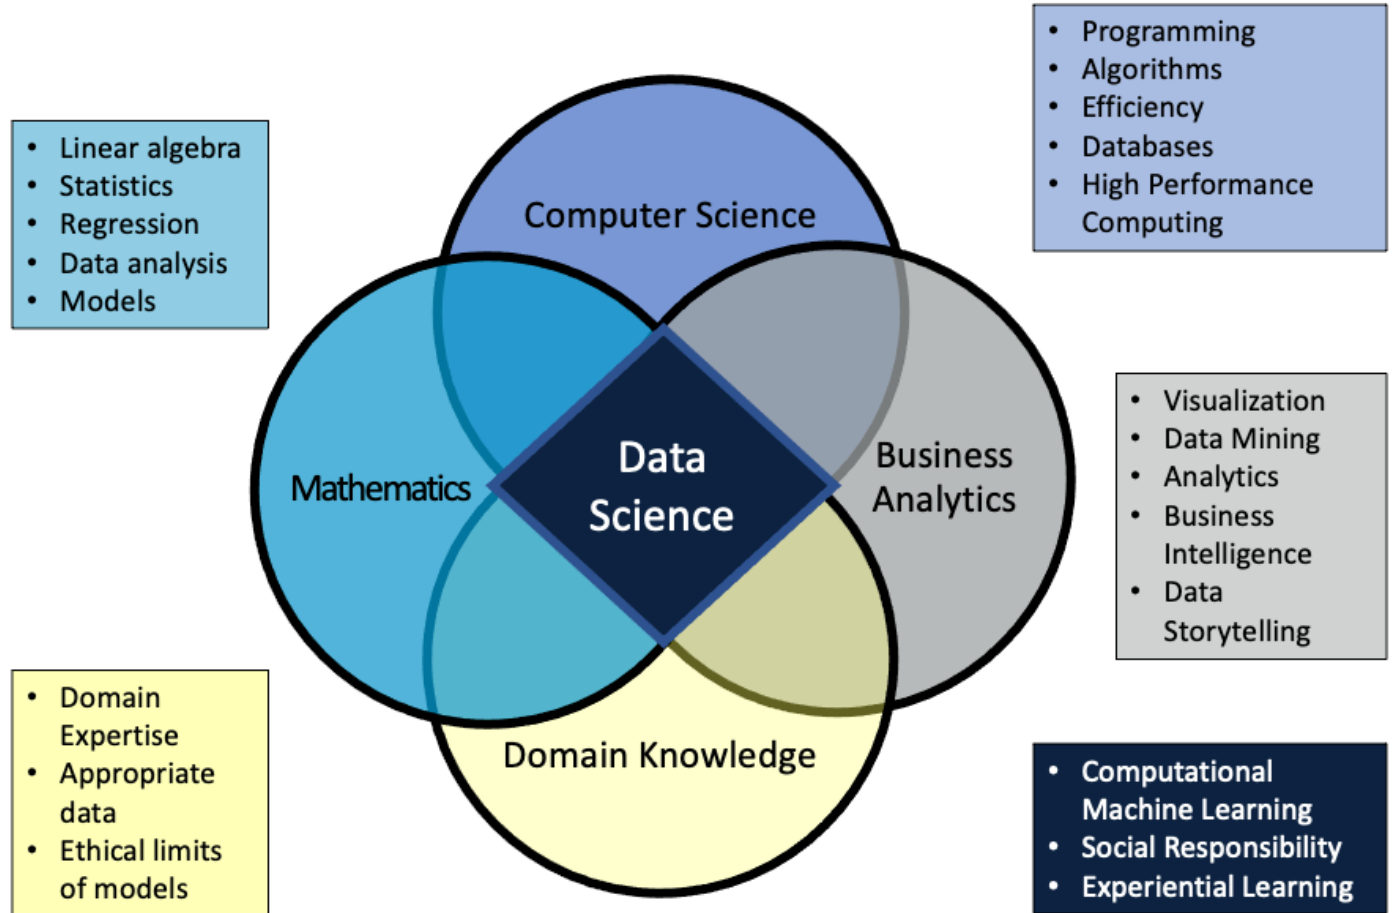 • Programming
• Algorithms
• Efficiency
• Databases
• High Performance
Computing
• Linear algebra
• Statistics
• Regression
• Data analysis
• Models
Computer Science
Mathematics
Data
Science
Business
Analytics
Domain Knowledge
• Visualization
• Data Mining
• Analytics
• Business
Intelligence
• Data
Storytelling
• Domain
Expertise
• Appropriate
data
• Ethical limits
of models
• Computational
Machine Learning
• Social Responsibility
• Experiential Learning